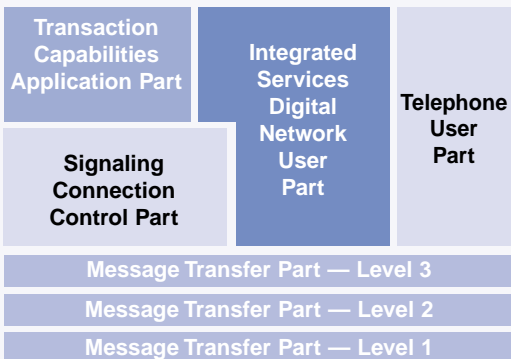 Transaction
Capabilities
Application Part
Integrated
Services
Digital
Network
User
Part
Telephone
User
Part
Signaling
Connection
Control Part
Message Transfer Part — Level 3
Message Transfer Part — Level 2
Message Transfer Part — Level 1